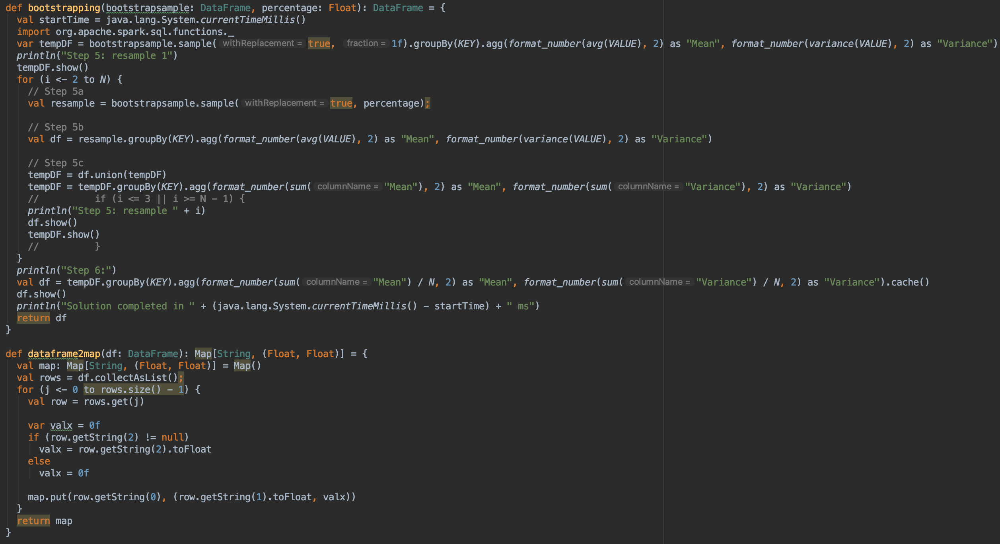 def bootstrapping(bootstrapsample: DataFrame, percentage: Float): DataFrame = {
val startTime = java.lang.System.currentTimeMillis()
import org.apache.spark.sql.functions._
var tempDF = bootstrapsample.sample( withReplacement = true, fraction = 1f).groupBy(KEY).agg(format_number(avg(VALUE), 2) as "Mean", format_number(variance(VALUE), 2) as "Variance")
println("Step 5: resample 1")
tempDF.show()
for (i <- 2 to N) {
// Step 5a
val resample = bootstrapsample.sample( withReplacement = true, percentage);
// Step 5b
val df = resample.groupBy(KEY).agg(format_number(avg(VALUE), 2) as "Mean", format_number(variance(VALUE), 2) as "Variance")
// Step 5c
tempDF = df.union(tempDF)
tempDF = tempDF.groupBy(KEY).agg(format_number(sum( columnName = "Mean"), 2) as "Mean", format_number(sum( columnName = "Variance"), 2) as "Variance")
//          if (i <= 3 || i >= N - 1) {
println("Step 5: resample " + i)
df.show()
tempDF.show()
//          }
}
println("Step 6:")
val df = tempDF.groupBy(KEY).agg(format_number(sum( columnName = "Mean") / N, 2) as "Mean", format_number(sum( columnName = "Variance") / N, 2) as "Variance").cache()
df.show()
println("Solution completed in " + (java.lang.System.currentTimeMillis() - startTime) + " ms")
return df
}
def dataframe2map(df: DataFrame): Map[String, (Float, Float)] = {
val map: Map[String, (Float, Float)] = Map()
val rows = df.collectAsList();
for (j <- 0 to rows.size() - 1) {
val row = rows.get(j)
var valx = 0f
if (row.getString(2) != null)
valx = row.getString(2).toFloat
else
valx = 0f
map.put(row.getString(0), (row.getString(1).toFloat, valx))
}
return map
}